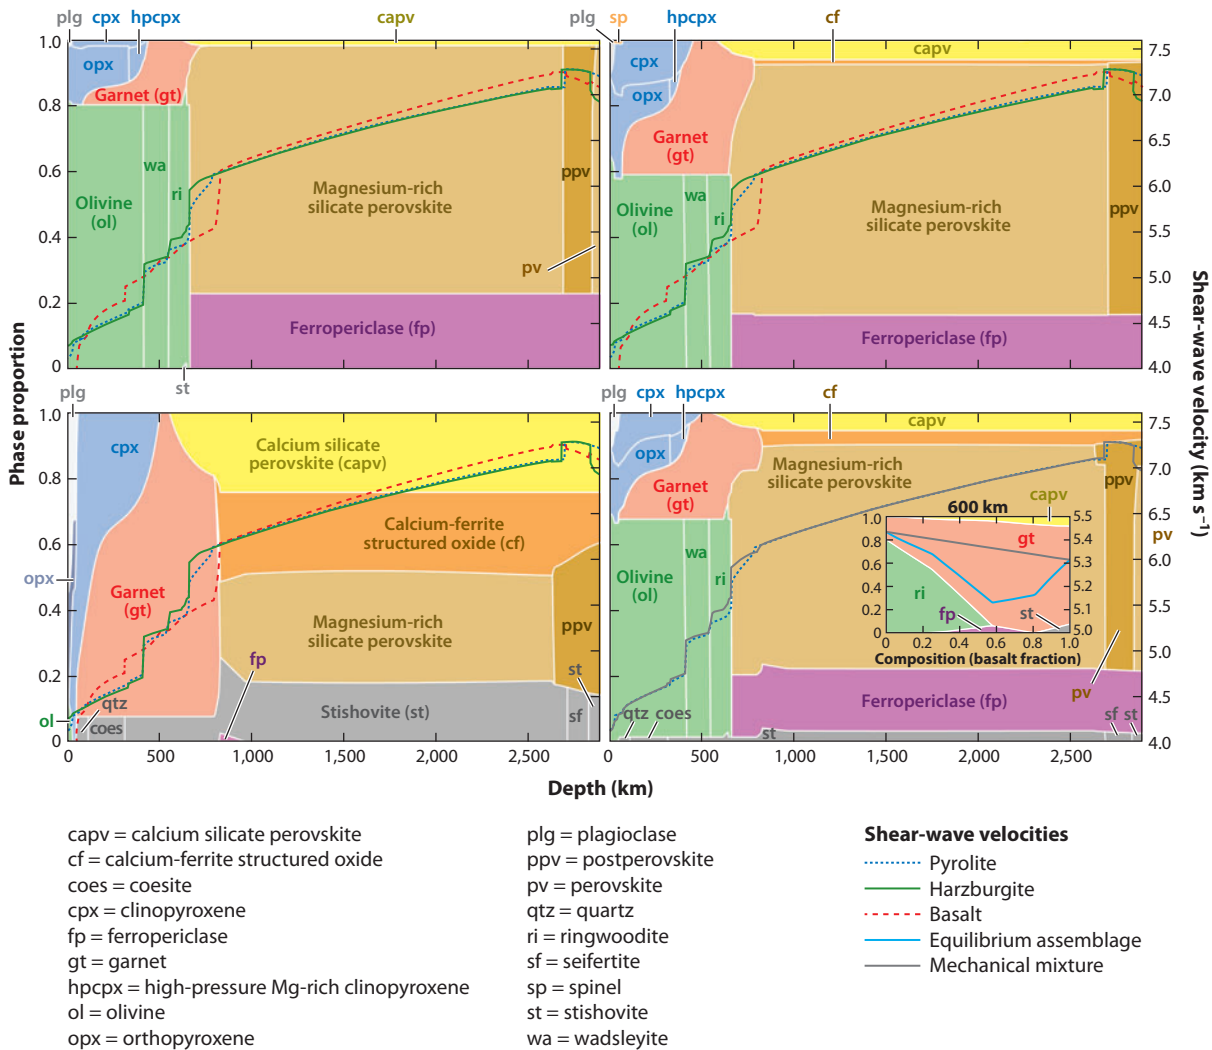 plg cpx hpcpx capv
plg sp hpcpx cf
1.0
0.8
0.6
0.4
0.2
0
opx
Garnet (gt)
wa
ri
Olivine
(ol)
Magnesium-rich
silicate perovskite
ppv
pv
Ferropericlase (fp)
st
capv
cpx
opx
Garnet
(gt)
wa
ri
Olivine
(ol)
Magnesium-rich
silicate perovskite
ppv
Ferropericlase (fp)
500 1,000 1,500 2,000 2,500
7.5
7.0
6.5
6.0
5.5
5.0
4.5
4.0
Phase proportion
Shear-wave velocity (km s⁻¹)
plg
1.0
0.8
0.6
0.4
0.2
0
cpx
opx
ol
Garnet
(gt)
qtz
coes
Calcium silicate
perovskite (capv)
Calcium-ferrite
structured oxide (cf)
Magnesium-rich
silicate perovskite
fp
Stishovite (st)
ppv
st
sf
0 500 1,000 1,500 2,000 2,500
plg cpx hpcpx cf
capv
opx
Garnet
(gt)
Magnesium-rich
silicate perovskite
wa
ri
Olivine
(ol)
ppv
pv
pv
Ferropericlase (fp)
qtz coes
st
sf st
600 km
capv
1.0
0.8
0.6
0.4
0.2
0
gt
ri
fp
st
5.5
5.4
5.3
5.2
5.1
5.0
0 0.2 0.4 0.6 0.8 1.0
Composition (basalt fraction)
0 500 1,000 1,500 2,000 2,500
7.5
7.0
6.5
6.0
5.5
5.0
4.5
4.0
Depth (km)
capv = calcium silicate perovskite
cf = calcium-ferrite structured oxide
coes = coesite
cpx = clinopyroxene
fp = ferropericlase
gt = garnet
hpcpx = high-pressure Mg-rich clinopyroxene
ol = olivine
opx = orthopyroxene
plg = plagioclase
ppv = postperovskite
pv = perovskite
qtz = quartz
ri = ringwoodite
sf = seifertite
sp = spinel
st = stishovite
wa = wadsleyite
Shear-wave velocities
Pyrolite
Harzburgite
Basalt
Equilibrium assemblage
Mechanical mixture